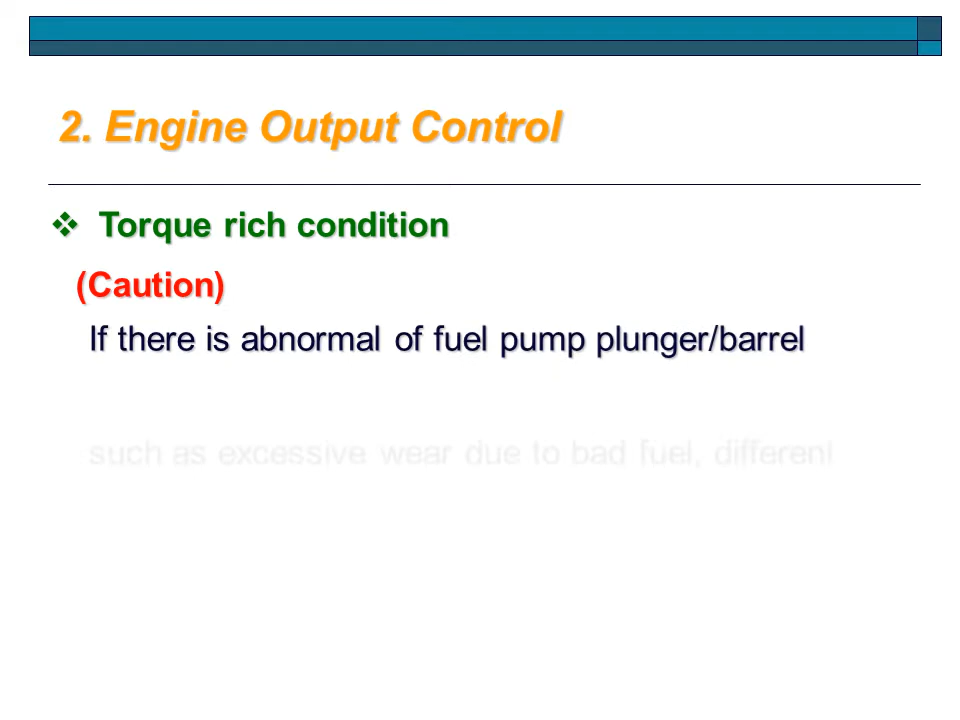 2. Engine Output Control
❖ Torque rich condition
(Caution)
If there is abnormal of fuel pump plunger/barrel
such as excessive wear due to bad fuel, different